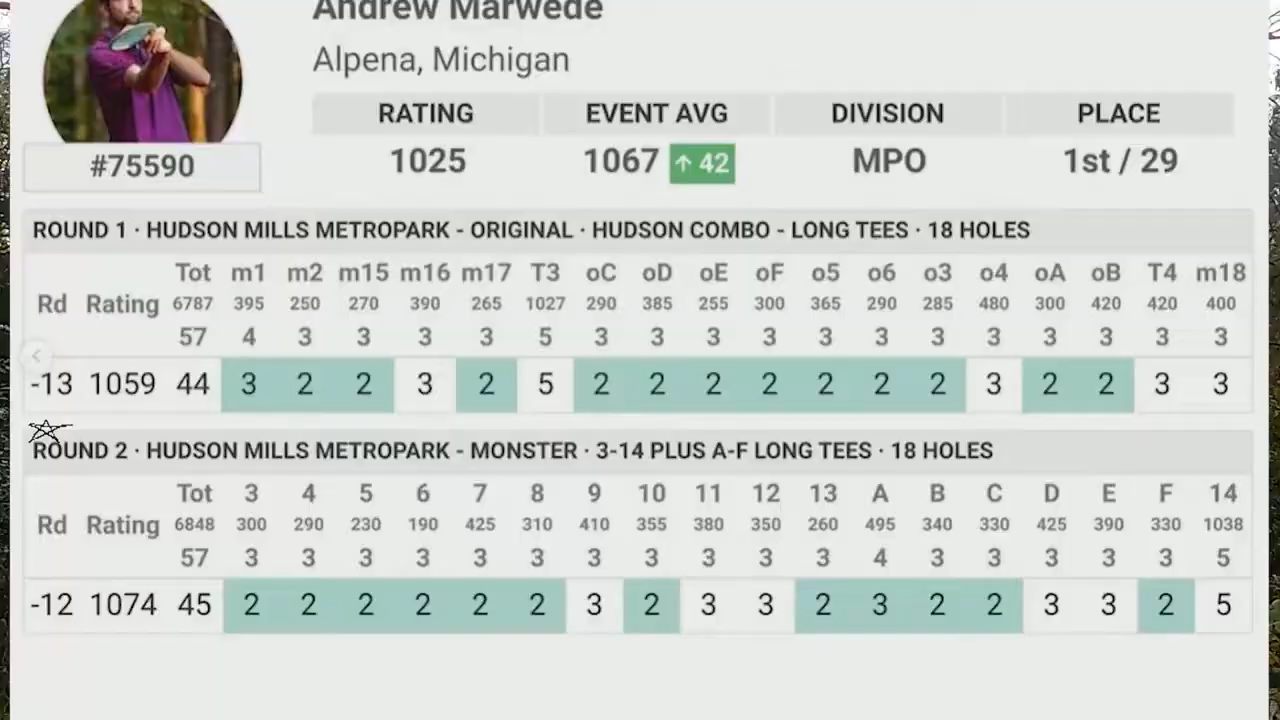 Andrew Marwede
Alpena, Michigan
RATING EVENT AVG DIVISION PLACE
#75590 1025 1067 ↑ 42 MPO 1st / 29
ROUND 1 · HUDSON MILLS METROPARK - ORIGINAL · HUDSON COMBO - LONG TEES · 18 HOLES
Tot m1 m2 m15 m16 m17 T3 oC oD oE oF o5 o6 o3 o4 oA oB T4 m18
Rd Rating 6787 395 250 270 390 265 1027 290 385 255 300 365 290 285 480 300 420 420 400
57 4 3 3 3 3 5 3 3 3 3 3 3 3 3 3 3 3 3
-13 1059 44 3 2 2 3 2 5 2 2 2 2 2 2 2 3 2 2 3 3
ROUND 2 · HUDSON MILLS METROPARK - MONSTER · 3-14 PLUS A-F LONG TEES · 18 HOLES
Tot 3 4 5 6 7 8 9 10 11 12 13 A B C D E F 14
Rd Rating 6848 300 290 230 190 425 310 410 355 380 350 260 495 340 330 425 390 330 1038
57 3 3 3 3 3 3 3 3 3 3 3 4 3 3 3 3 3 5
-12 1074 45 2 2 2 2 2 2 3 2 3 3 2 3 2 2 3 3 2 5